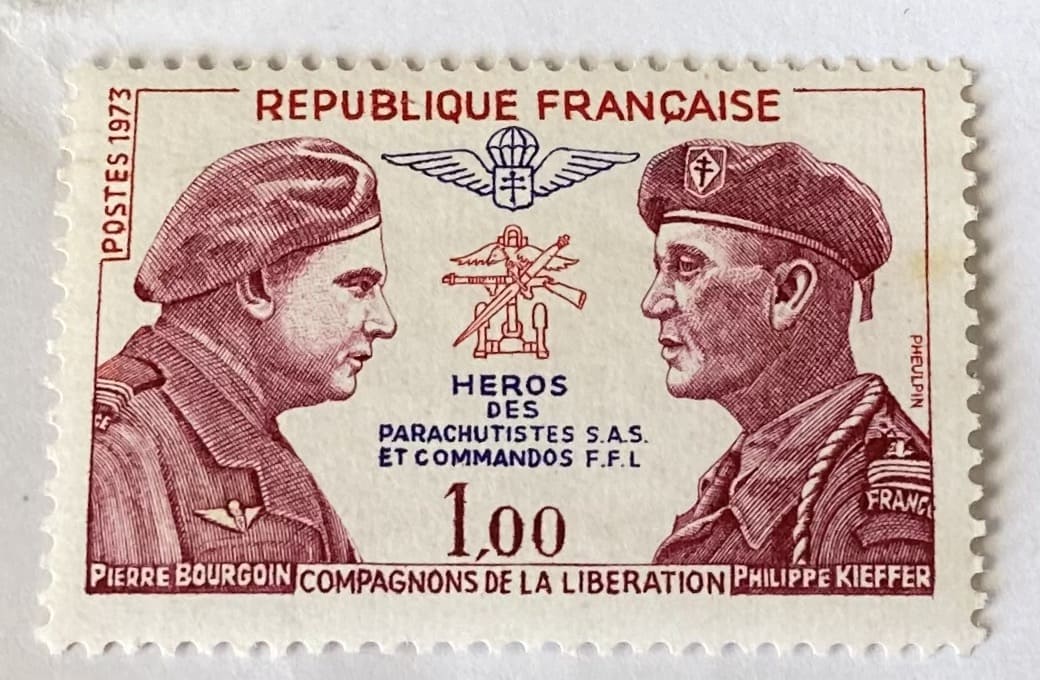 POSTES 1973
REPUBLIQUE FRANÇAISE
HEROS
DES
PARACHUTISTES S.A.S.
ET COMMANDOS F.F.L
1,00
PHEULPIN
FRANC
PIERRE BOURGOIN
COMPAGNONS DE LA LIBERATION
PHILIPPE KIEFFER